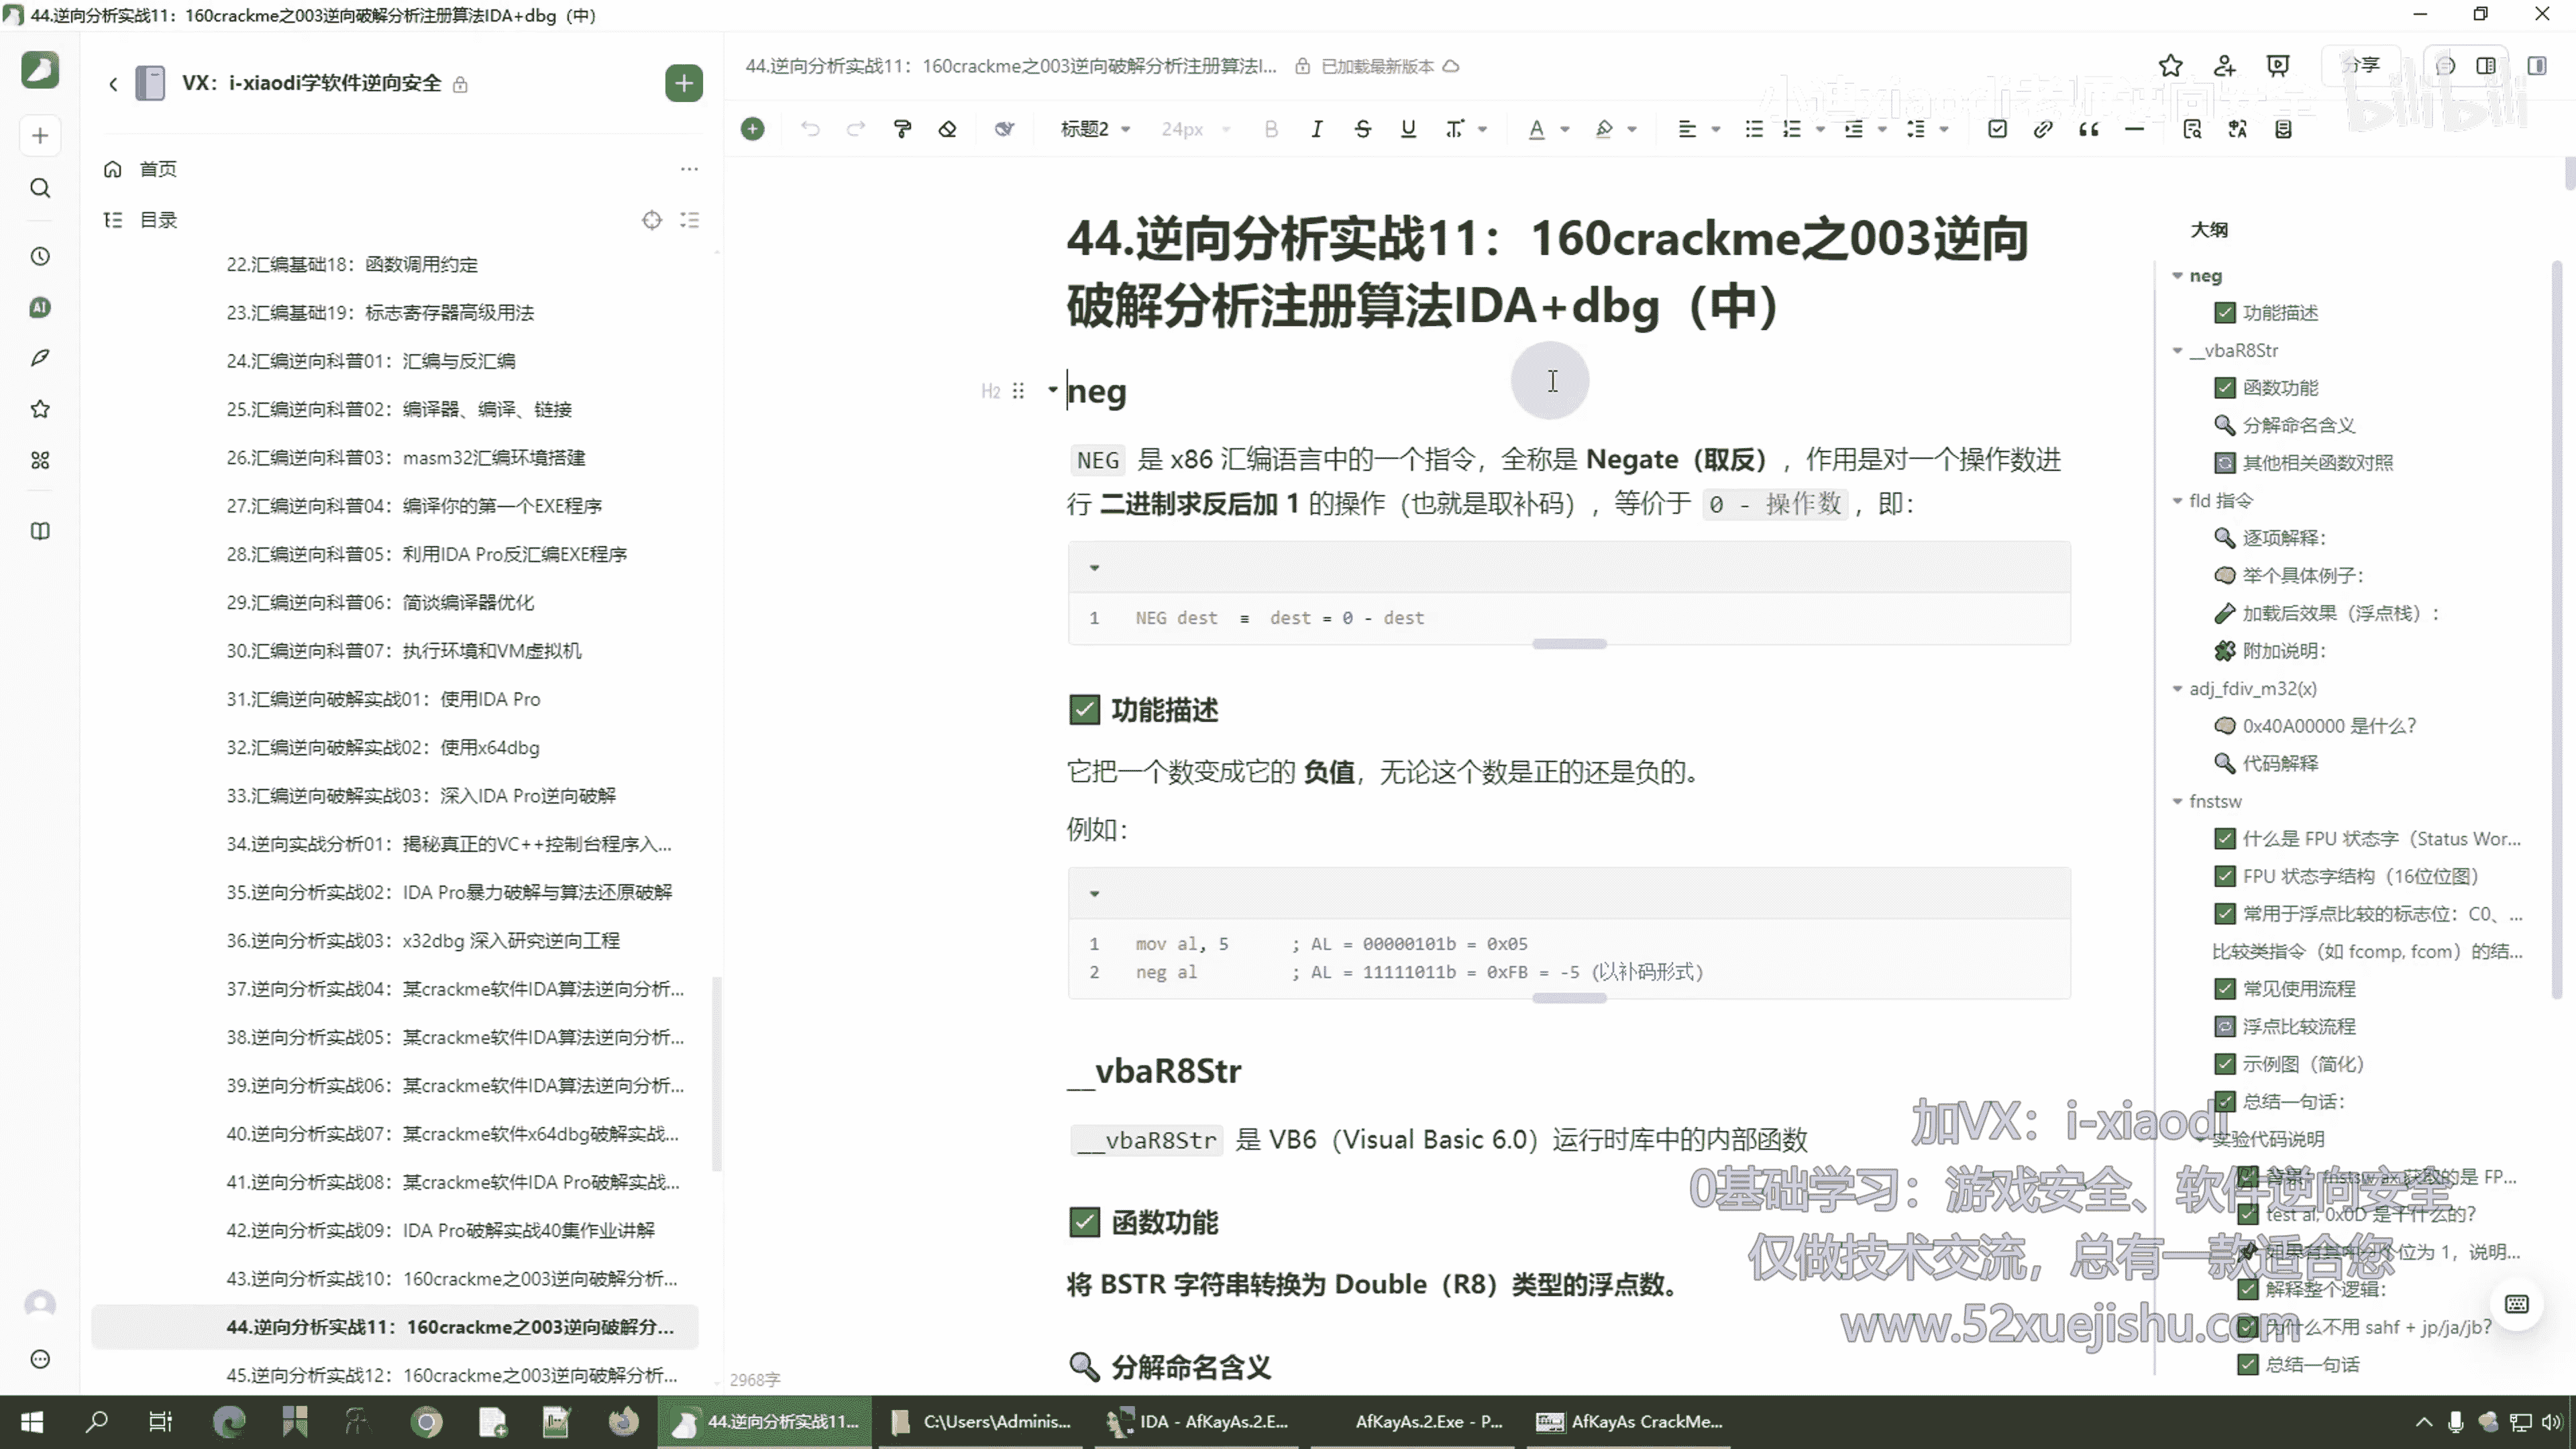 44.逆向分析实战11：160crackme之003逆向破解分析注册算法IDA+dbg（中）
VX：i-xiaodi学软件逆向安全
首页
目录
22.汇编基础18：函数调用约定
23.汇编基础19：标志寄存器高级用法
24.汇编逆向科普01：汇编与反汇编
25.汇编逆向科普02：编译器、编译、链接
26.汇编逆向科普03：masm32汇编环境搭建
27.汇编逆向科普04：编译你的第一个EXE程序
28.汇编逆向科普05：利用IDA Pro反汇编EXE程序
29.汇编逆向科普06：简谈编译器优化
30.汇编逆向科普07：执行环境和VM虚拟机
31.汇编逆向破解实战01：使用IDA Pro
32.汇编逆向破解实战02：使用x64dbg
33.汇编逆向破解实战03：深入IDA Pro逆向破解
34.逆向实战分析01：揭秘真正的VC++控制台程序入...
35.逆向分析实战02：IDA Pro暴力破解与算法还原破解
36.逆向分析实战03：x32dbg 深入研究逆向工程
37.逆向分析实战04：某crackme软件IDA算法逆向分析...
38.逆向分析实战05：某crackme软件IDA算法逆向分析...
39.逆向分析实战06：某crackme软件IDA算法逆向分析...
40.逆向分析实战07：某crackme软件x64dbg破解实战...
41.逆向分析实战08：某crackme软件IDA Pro破解实战...
42.逆向分析实战09：IDA Pro破解实战40集作业讲解
43.逆向分析实战10：160crackme之003逆向破解分析...
44.逆向分析实战11：160crackme之003逆向破解分...
45.逆向分析实战12：160crackme之003逆向破解分析...
44.逆向分析实战11：160crackme之003逆向破解分析注册算法I...
已加载最新版本
分享
小迪xiaodi老师逆向安全
bilibili
标题2
24px
44.逆向分析实战11：160crackme之003逆向
破解分析注册算法IDA+dbg（中）
H2
neg
NEG 是 x86 汇编语言中的一个指令，全称是 Negate（取反），作用是对一个操作数进
行 二进制求反后加 1 的操作（也就是取补码），等价于 0 - 操作数 ，即：
1 NEG dest ≡ dest = 0 - dest
功能描述
它把一个数变成它的 负值，无论这个数是正的还是负的。
例如：
1 mov al, 5 ; AL = 00000101b = 0x05
2 neg al ; AL = 11111011b = 0xFB = -5 (以补码形式)
__vbaR8Str
__vbaR8Str 是 VB6（Visual Basic 6.0）运行时库中的内部函数
函数功能
将 BSTR 字符串转换为 Double（R8）类型的浮点数。
分解命名含义
2968字
大纲
neg
功能描述
__vbaR8Str
函数功能
分解命名含义
其他相关函数对照
fld 指令
逐项解释：
举个具体例子：
加载后效果（浮点栈）：
附加说明：
adj_fdiv_m32(x)
0x40A00000 是什么？
代码解释
fnstsw
什么是 FPU 状态字（Status Wor...
FPU 状态字结构（16位位图）
常用于浮点比较的标志位：C0、...
比较类指令（如 fcomp, fcom）的结...
常见使用流程
浮点比较流程
示例图（简化）
总结一句话：
实验代码说明
背景：fnstsw ax 获取的是 FP...
test al, 0x0D 是干什么的？
如果有其中一个位为 1，说明...
解释整个逻辑：
为什么不用 sahf + jp/ja/jb？
总结一句话
加VX：i-xiaodi
0基础学习：游戏安全、软件逆向安全
仅做技术交流，总有一款适合您
www.52xuejishu.com
44.逆向分析实战11...
C:\Users\Adminis...
IDA - AfKayAs.2.E...
AfKayAs.2.Exe - P...
AfKayAs CrackMe...